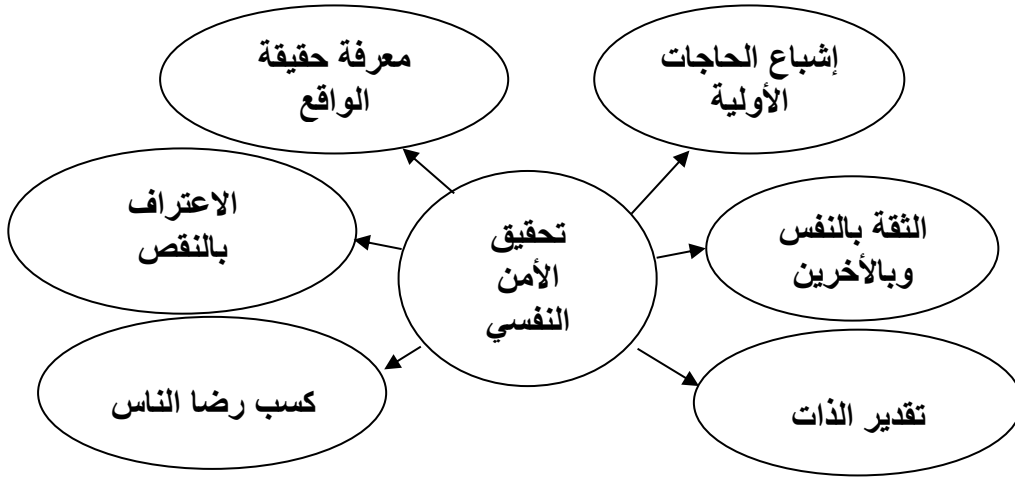 إشباع الحاجات
الأولية
معرفة حقيقة
الواقع
الثقة بالنفس
وبالأخرين
الاعتراف
بالنقص
تحقيق
الأمن
النفسي
تقدير الذات
كسب رضا الناس